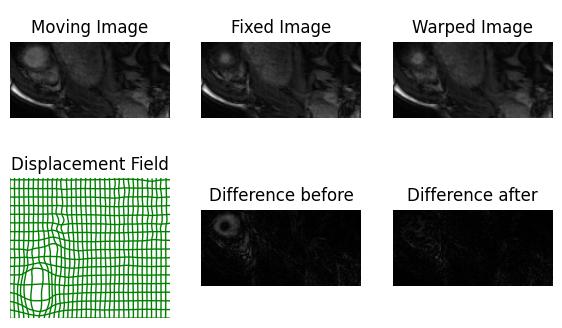 Moving Image
Fixed Image
Warped Image
Displacement Field
Difference before
Difference after